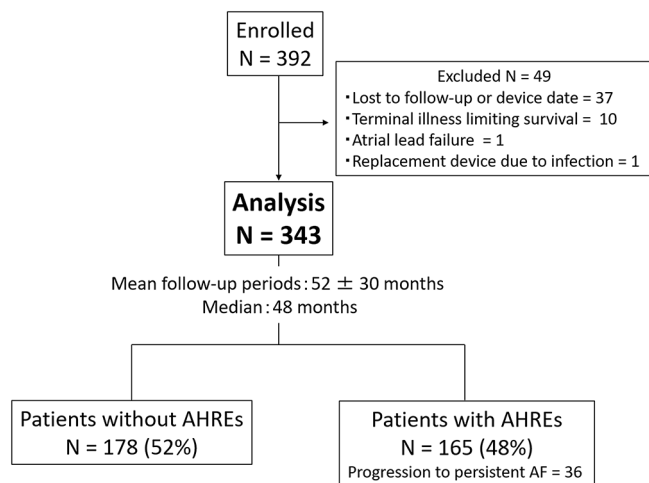 Enrolled
N = 392
Excluded N = 49
・Lost to follow-up or device date = 37
・Terminal illness limiting survival = 10
・Atrial lead failure = 1
・Replacement device due to infection = 1
Analysis
N = 343
Mean follow-up periods：52 ± 30 months
Median：48 months
Patients without AHREs
N = 178 (52%)
Patients with AHREs
N = 165 (48%)
Progression to persistent AF = 36